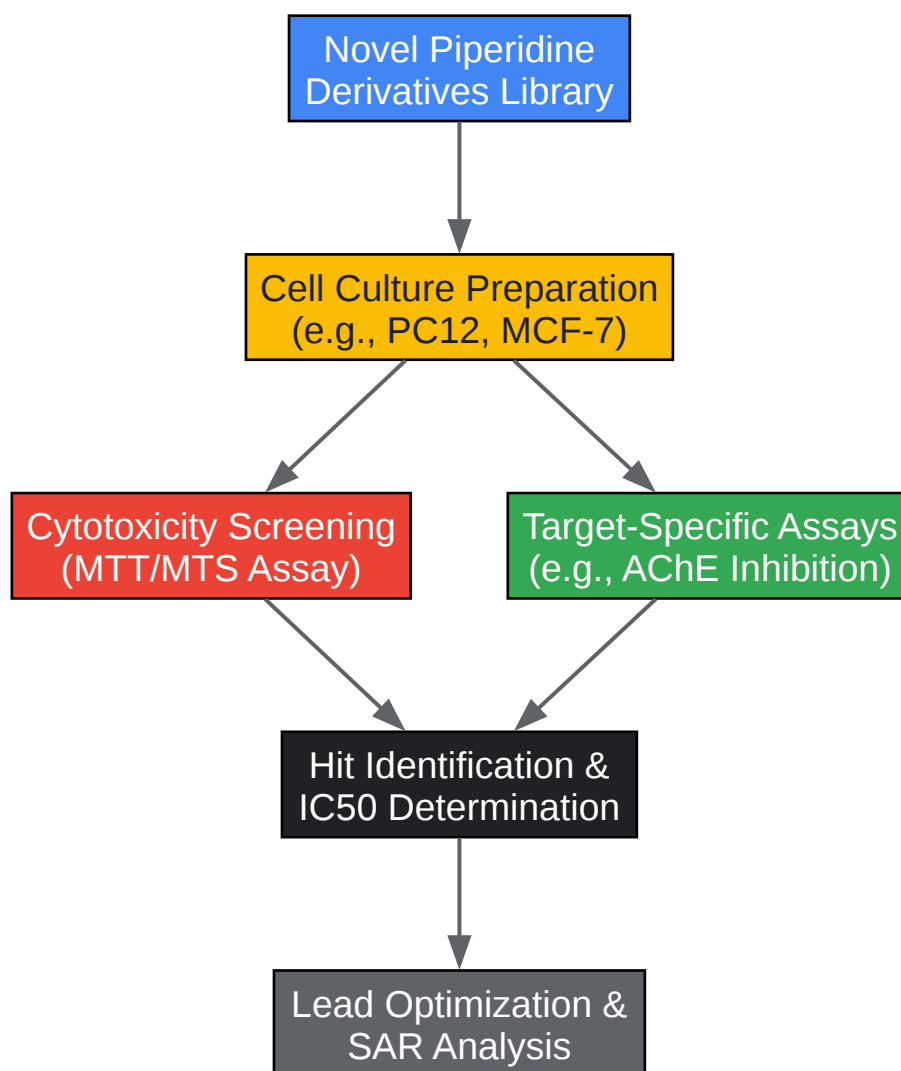 Novel Piperidine
Derivatives Library
Cell Culture Preparation
(e.g., PC12, MCF-7)
Cytotoxicity Screening
(MTT/MTS Assay)
Target-Specific Assays
(e.g., AChE Inhibition)
Hit Identification &
IC50 Determination
Lead Optimization &
SAR Analysis